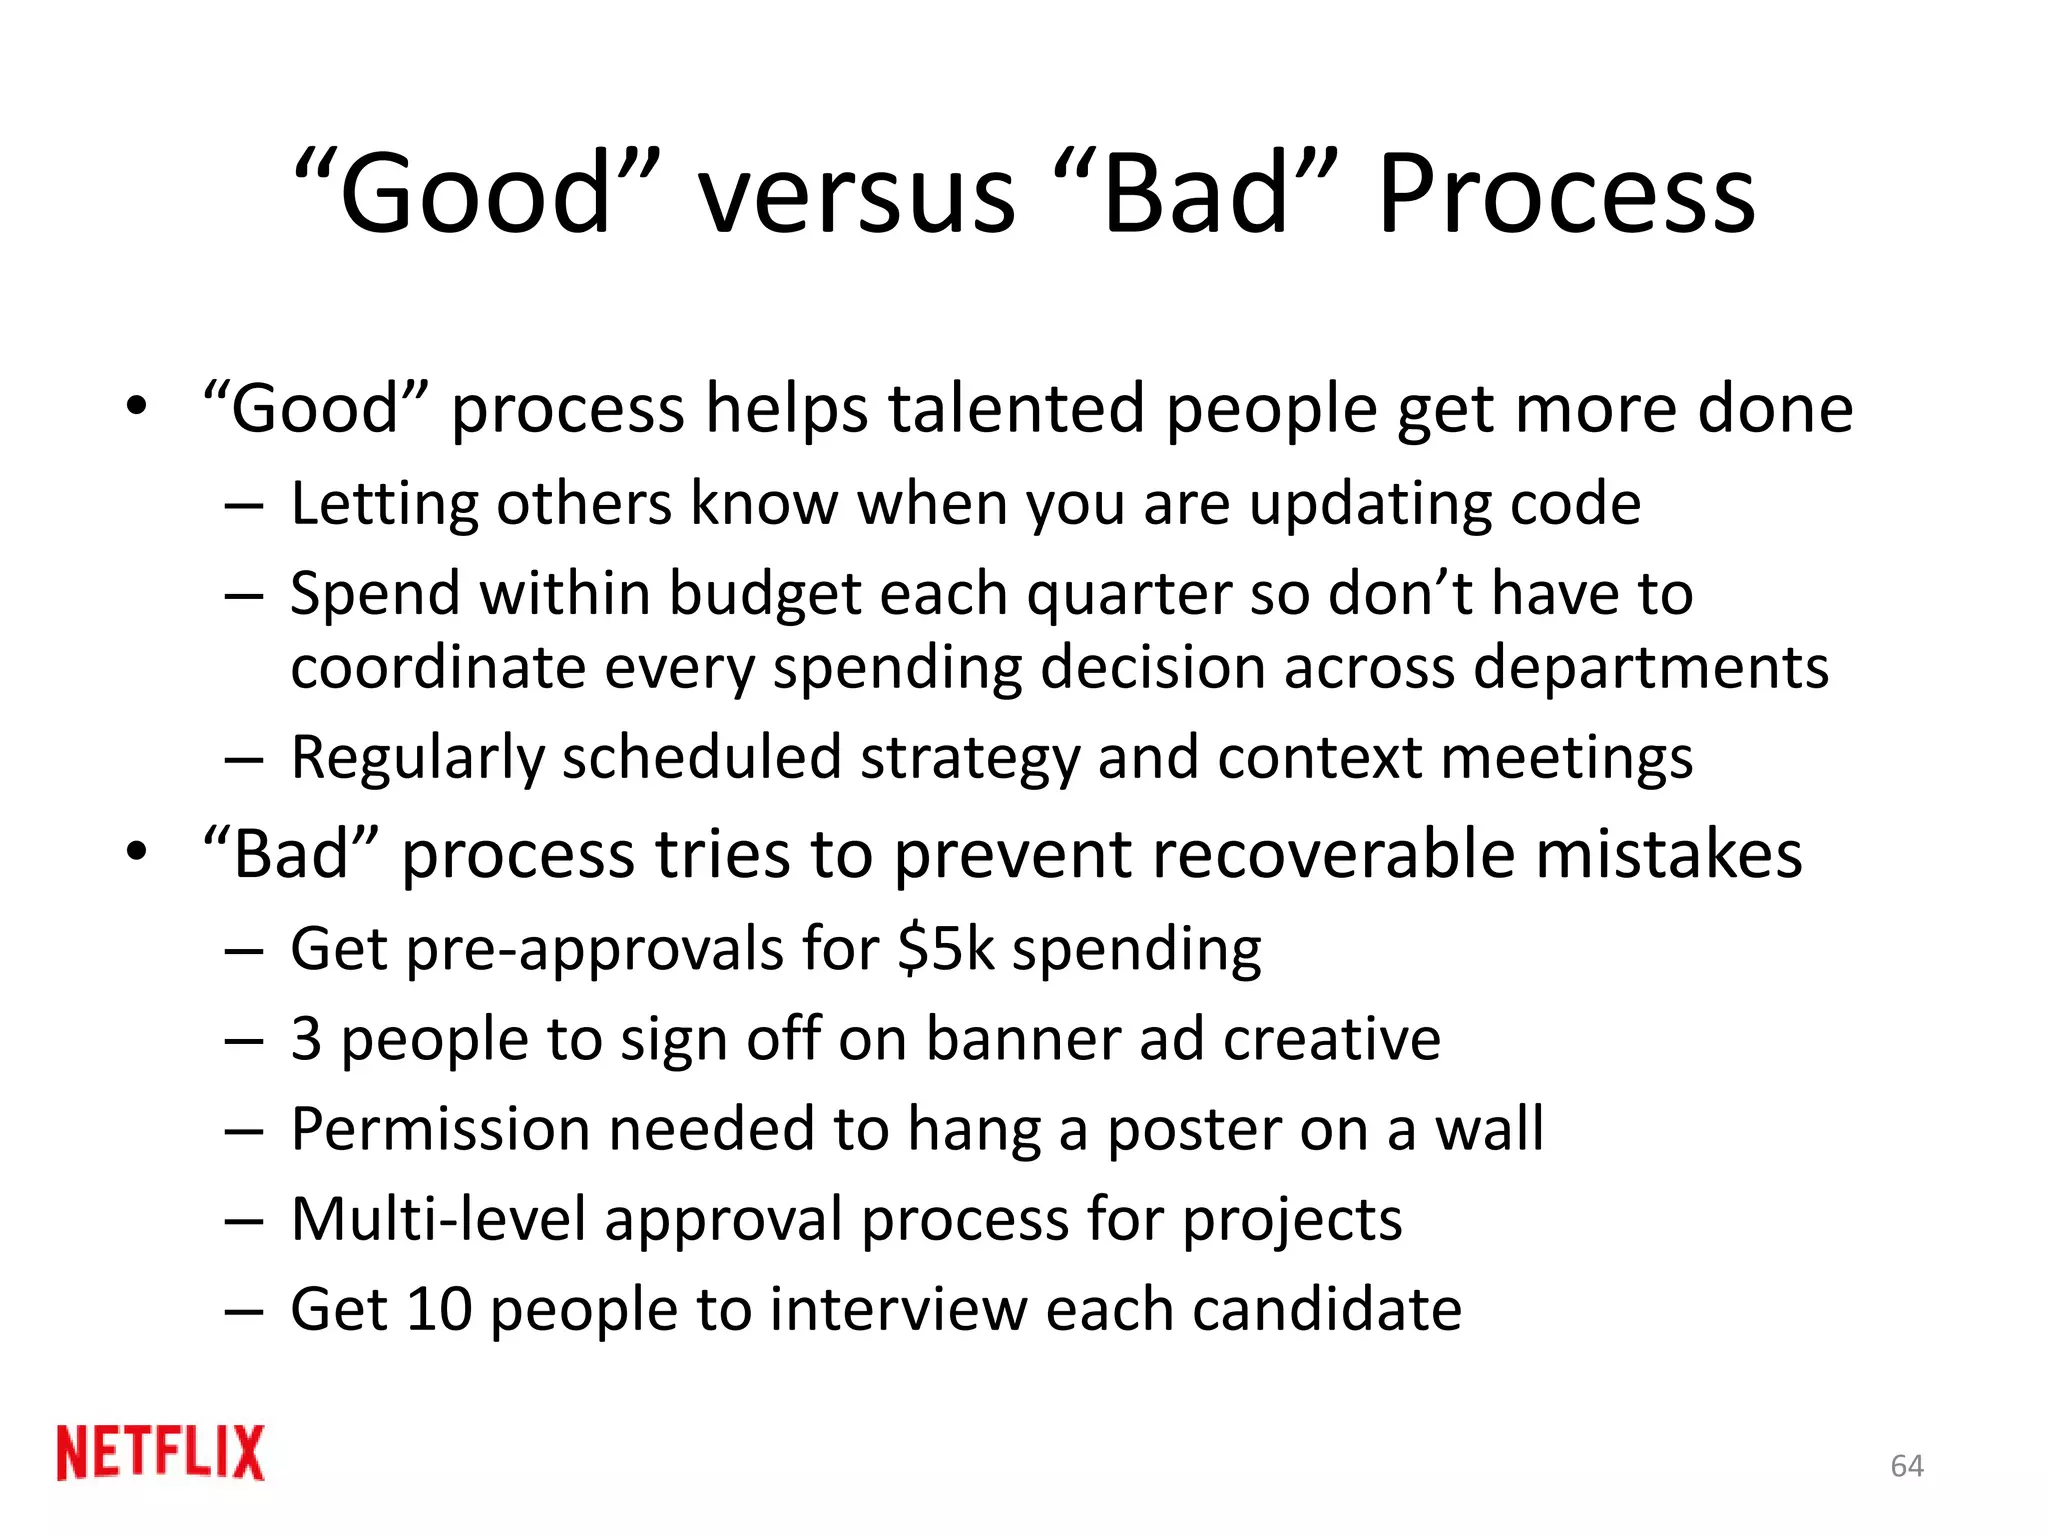 “Good” versus “Bad” Process
• “Good” process helps talented people get more done
– Letting others know when you are updating code
– Spend within budget each quarter so don’t have to
coordinate every spending decision across departments
– Regularly scheduled strategy and context meetings
• “Bad” process tries to prevent recoverable mistakes
– Get pre-approvals for $5k spending
– 3 people to sign off on banner ad creative
– Permission needed to hang a poster on a wall
– Multi-level approval process for projects
– Get 10 people to interview each candidate
NETFLIX
64